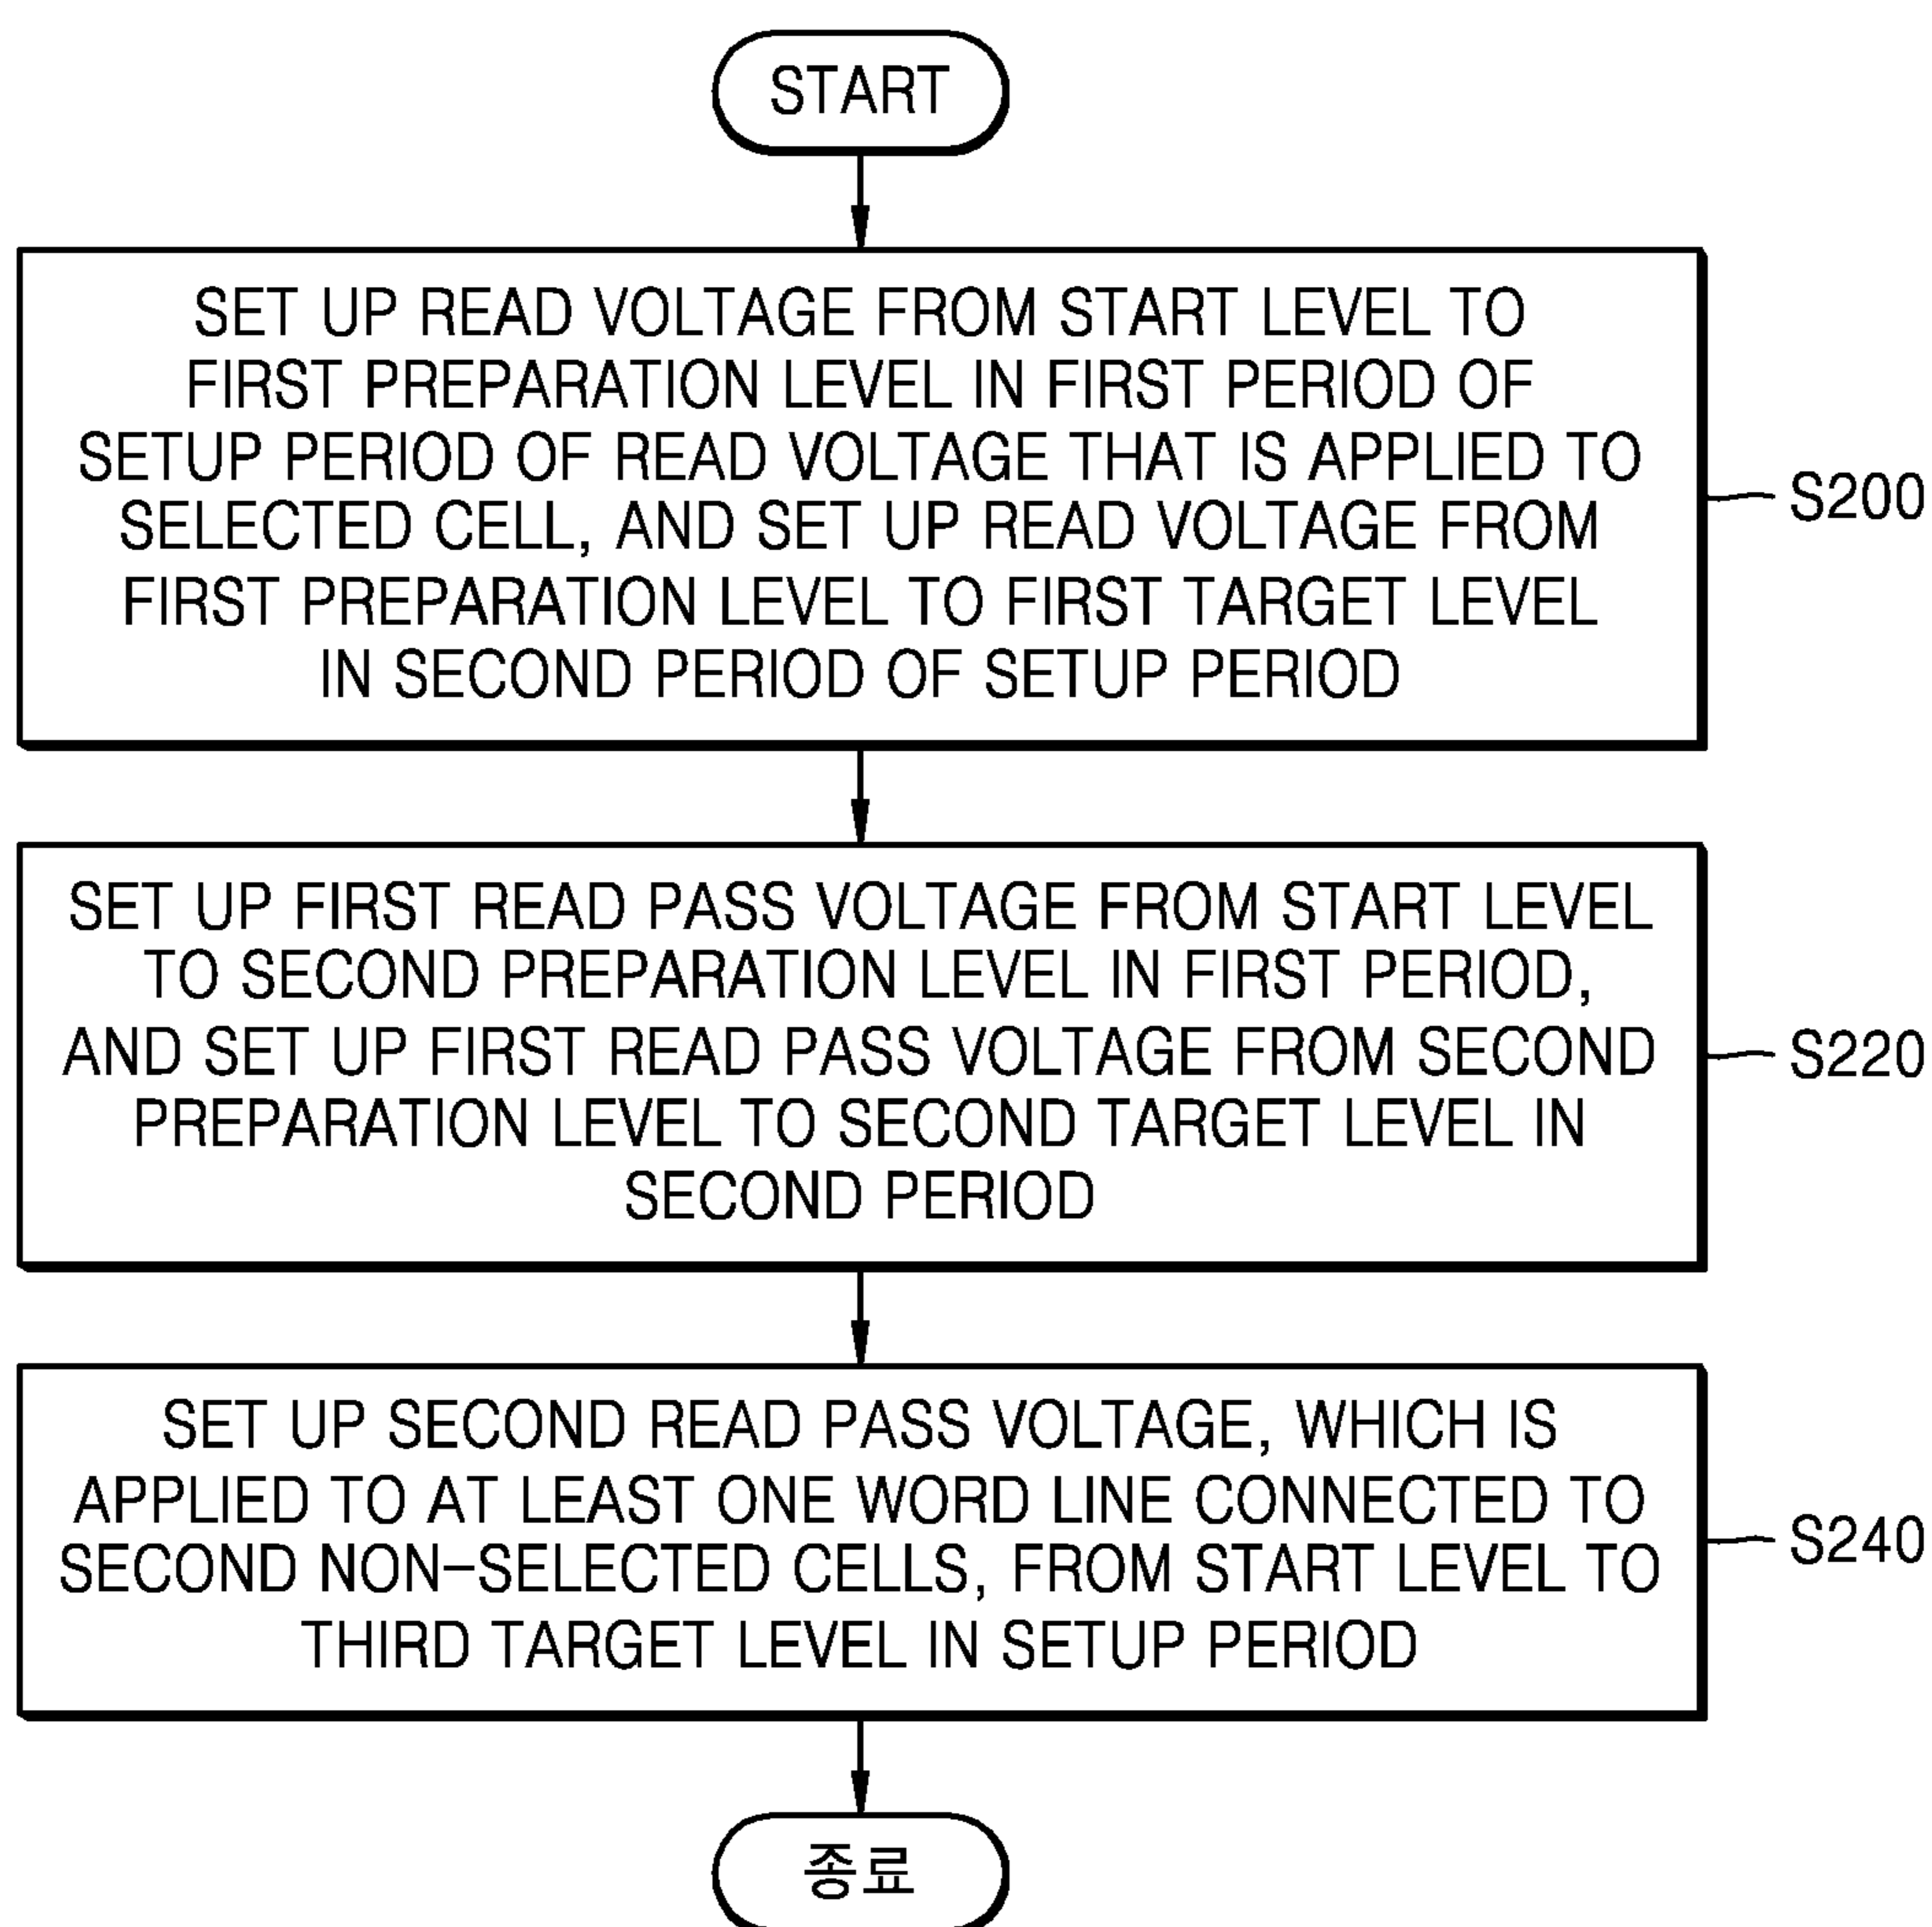 START
SET UP READ VOLTAGE FROM START LEVEL TO
FIRST PREPARATION LEVEL IN FIRST PERIOD OF
SETUP PERIOD OF READ VOLTAGE THAT IS APPLIED TO
SELECTED CELL, AND SET UP READ VOLTAGE FROM
FIRST PREPARATION LEVEL TO FIRST TARGET LEVEL
IN SECOND PERIOD OF SETUP PERIOD
S200
SET UP FIRST READ PASS VOLTAGE FROM START LEVEL
TO SECOND PREPARATION LEVEL IN FIRST PERIOD,
AND SET UP FIRST READ PASS VOLTAGE FROM SECOND
PREPARATION LEVEL TO SECOND TARGET LEVEL IN
SECOND PERIOD
S220
SET UP SECOND READ PASS VOLTAGE, WHICH IS
APPLIED TO AT LEAST ONE WORD LINE CONNECTED TO
SECOND NON-SELECTED CELLS, FROM START LEVEL TO
THIRD TARGET LEVEL IN SETUP PERIOD
S240
종료